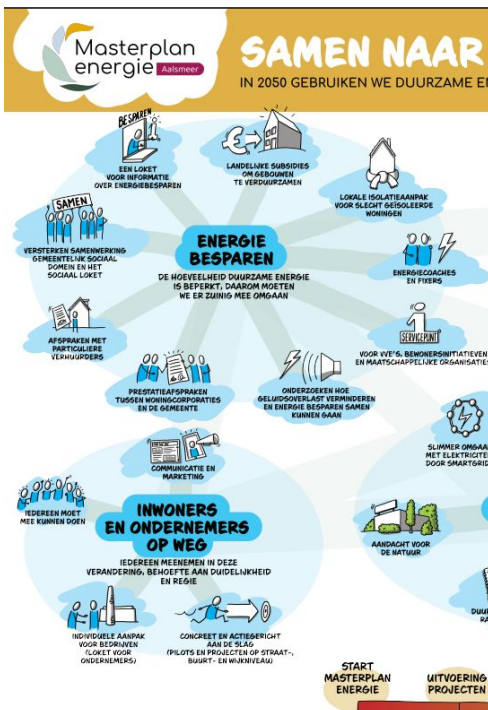 Masterplan
energie Aalsmeer
SAMEN NAAR
IN 2050 GEBRUIKEN WE DUURZAME
BESPAREN
EEN LOKET
VOOR INFORMATIE
OVER ENERGIEBESPAREN
LANDELIJKE SUBSIDIES
OM GEBOUWEN
TE VERDUURZAMEN
LOKALE ISOLATIEAANPAK
VOOR SLECHT GEÏSOLEERDE
WONINGEN
SAMEN
VERSTERKEN SAMENWERKING
GEMEENTELIJK SOCIAAL
DOMEIN EN HET
SOCIAAL LOKET
ENERGIE
BESPAREN
DE HOEVEELHEID DUURZAME ENERGIE
IS BEPERKT, DAAROM MOETEN
WE ER ZUINIG MEE OMGAAN
ENERGIECOACHES
EN FIXERS
AFSPRAKEN MET
PARTICULIERE
VERHUURDERS
SERVICEPUNT
VOOR VVE'S, BEWONERSINITIATIEVEN
EN MAATSCHAPPELIJKE ORGANISATIES
PRESTATIEAFSPRAKEN
TUSSEN WONINGCORPORATIES
EN DE GEMEENTE
ONDERZOEKEN HOE
GELUIDSOVERLAST VERMINDEREN
EN ENERGIE BESPAREN SAMEN
KUNNEN GAAN
COMMUNICATIE EN
MARKETING
SLIMMER OMGAAN
MET ELEKTRICITEIT
DOOR SMARTGRID
IEDEREEN MOET
MEE KUNNEN DOEN
INWONERS
EN ONDERNEMERS
OP WEG
IEDEREEN MEENEMEN IN DEZE
VERANDERING, BEHOEFTE AAN DUIDELIJKHEID
EN REGIE
AANDACHT VOOR
DE NATUUR
INDIVIDUELE AANPAK
VOOR BEDRIJVEN
(LOKET VOOR
ONDERNEMERS)
CONCREET EN ACTIEGERICHT
AAN DE SLAG
(PILOTS EN PROJECTEN OP STRAAT-,
BUURT- EN WIJKNIVEAU)
START
MASTERPLAN
ENERGIE
UITVOERING
PROJECTEN